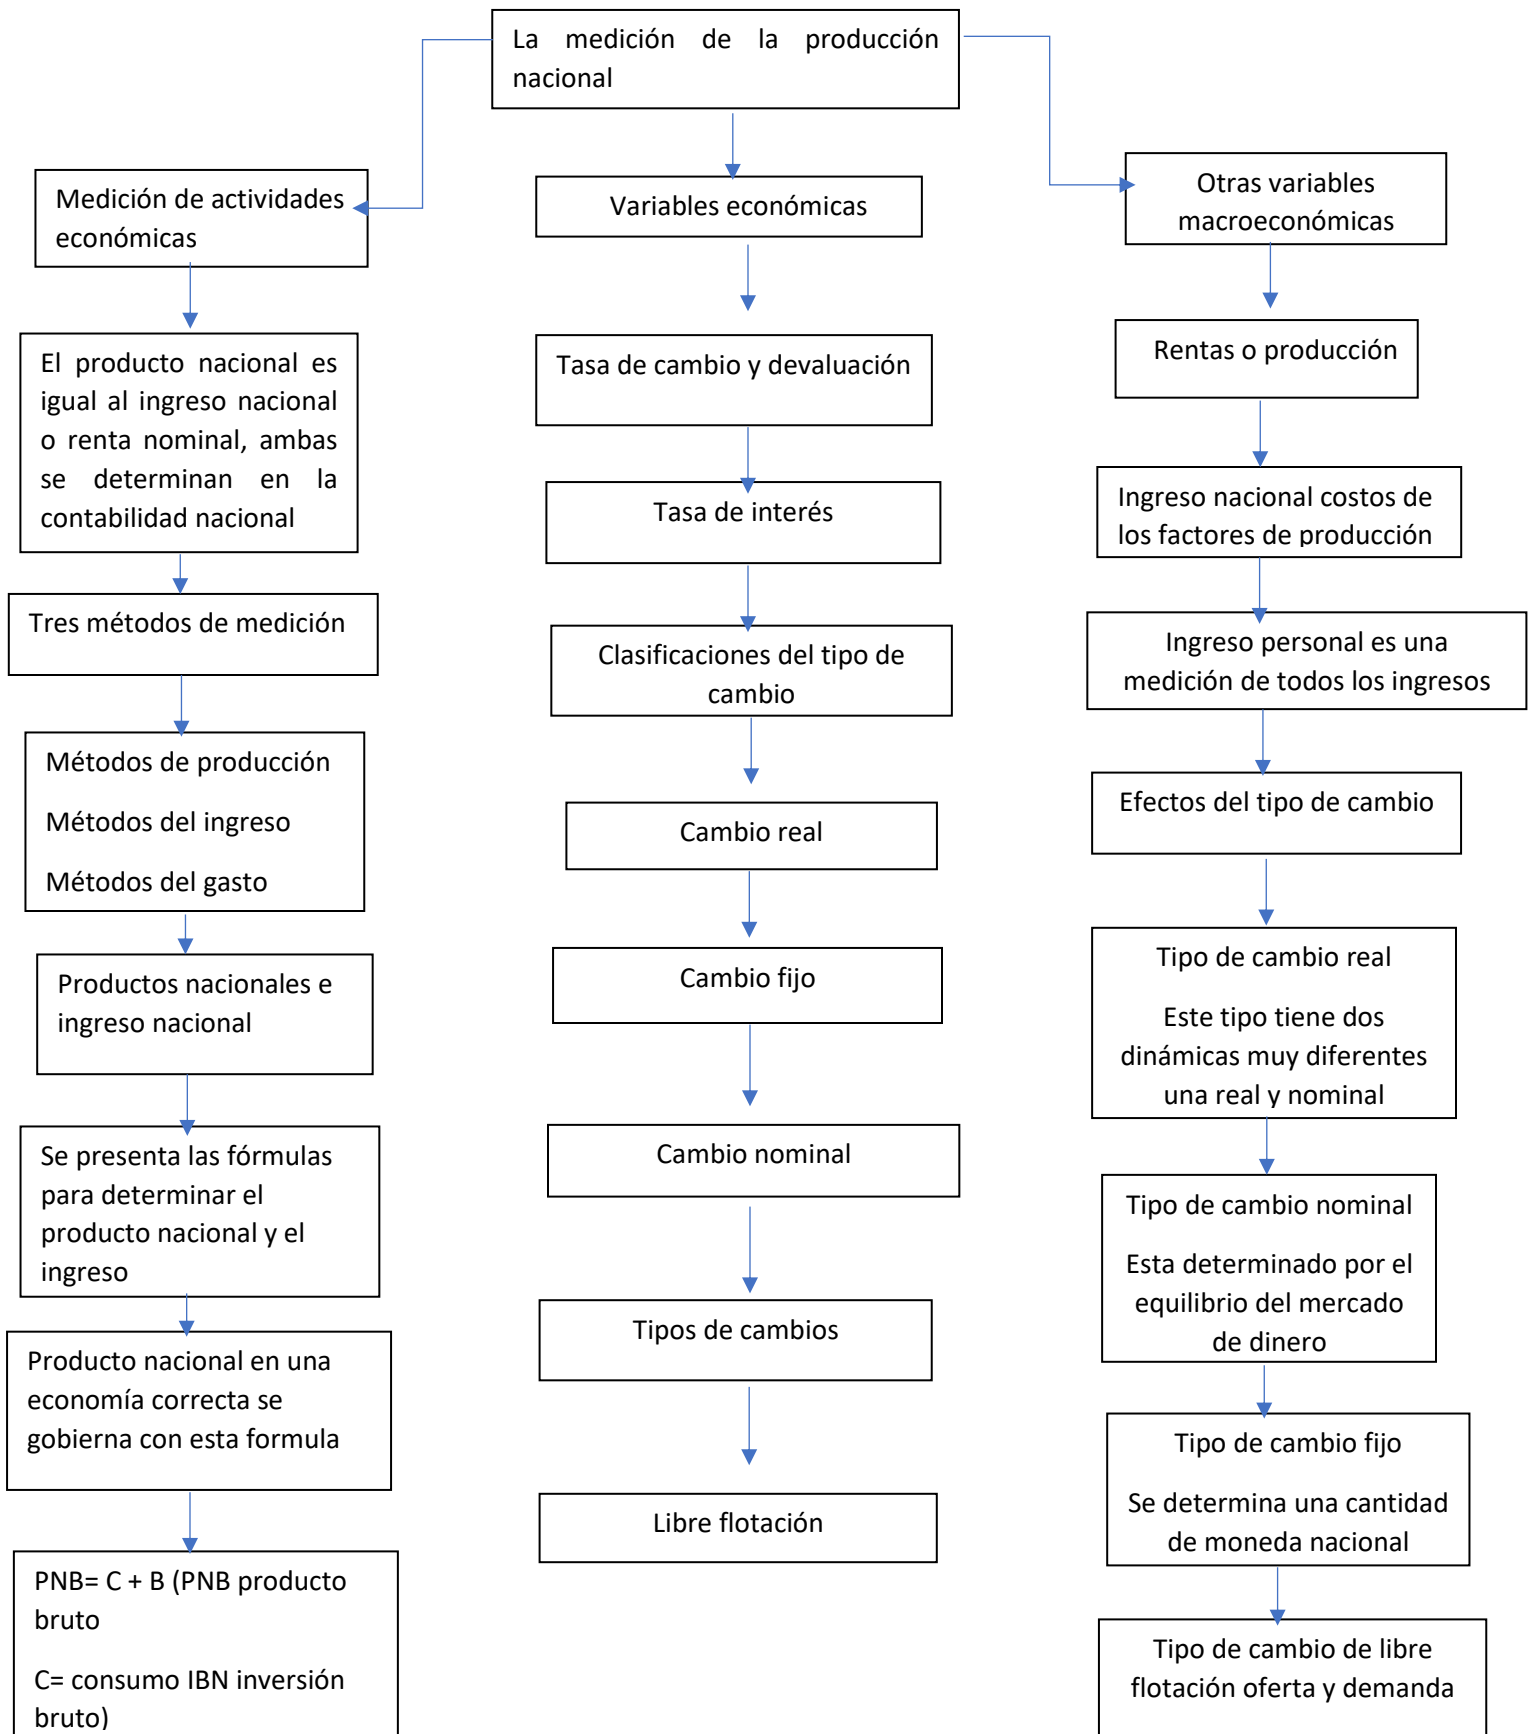 La medición de la producción
nacional
Medición de actividades
económicas
El producto nacional es
igual al ingreso nacional
o renta nominal, ambas
se determinan en la
contabilidad nacional
Tres métodos de medición
Métodos de producción
Métodos del ingreso
Métodos del gasto
Productos nacionales e
ingreso nacional
Se presenta las fórmulas
para determinar el
producto nacional y el
ingreso
Producto nacional en una
economía correcta se
gobierna con esta formula
PNB= C + B (PNB producto
bruto
C= consumo IBN inversión
bruto)
Variables económicas
Tasa de cambio y devaluación
Tasa de interés
Clasificaciones del tipo de
cambio
Cambio real
Cambio fijo
Cambio nominal
Tipos de cambios
Libre flotación
Otras variables
macroeconómicas
Rentas o producción
Ingreso nacional costos de
los factores de producción
Ingreso personal es una
medición de todos los ingresos
Efectos del tipo de cambio
Tipo de cambio real
Este tipo tiene dos
dinámicas muy diferentes
una real y nominal
Tipo de cambio nominal
Esta determinado por el
equilibrio del mercado
de dinero
Tipo de cambio fijo
Se determina una cantidad
de moneda nacional
Tipo de cambio de libre
flotación oferta y demanda